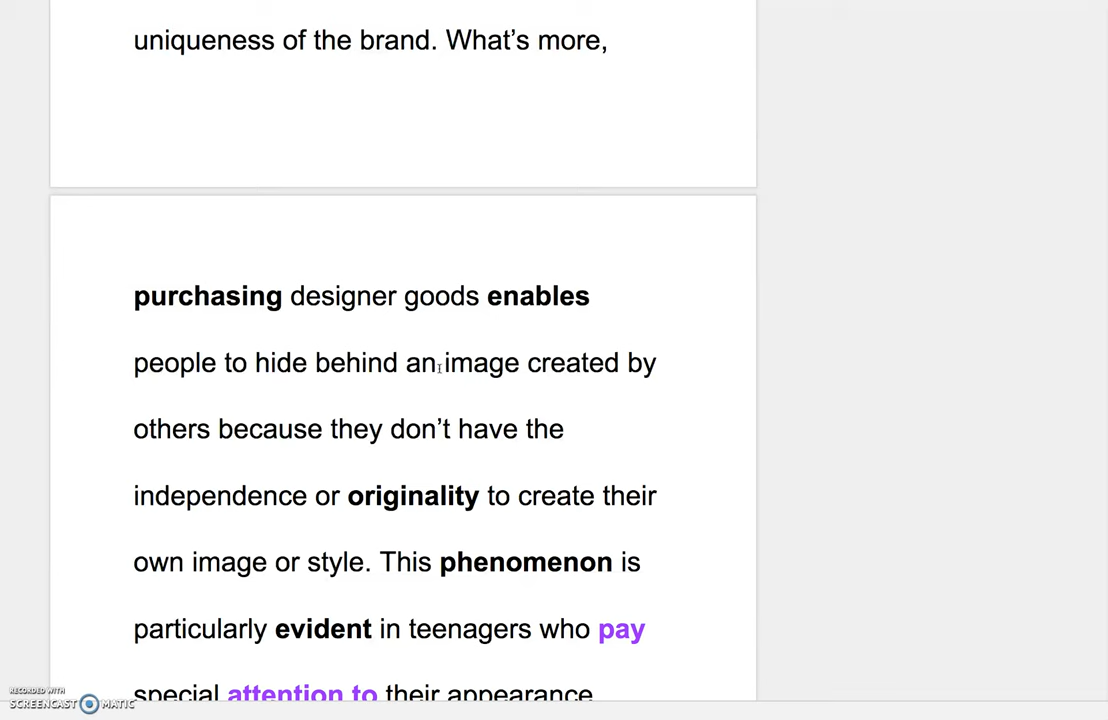 uniqueness of the brand. What’s more,
purchasing designer goods enables
people to hide behind an image created by
others because they don’t have the
independence or originality to create their
own image or style. This phenomenon is
particularly evident in teenagers who pay
special attention to their appearance
RECORDED WITH
SCREENCAST MATIC